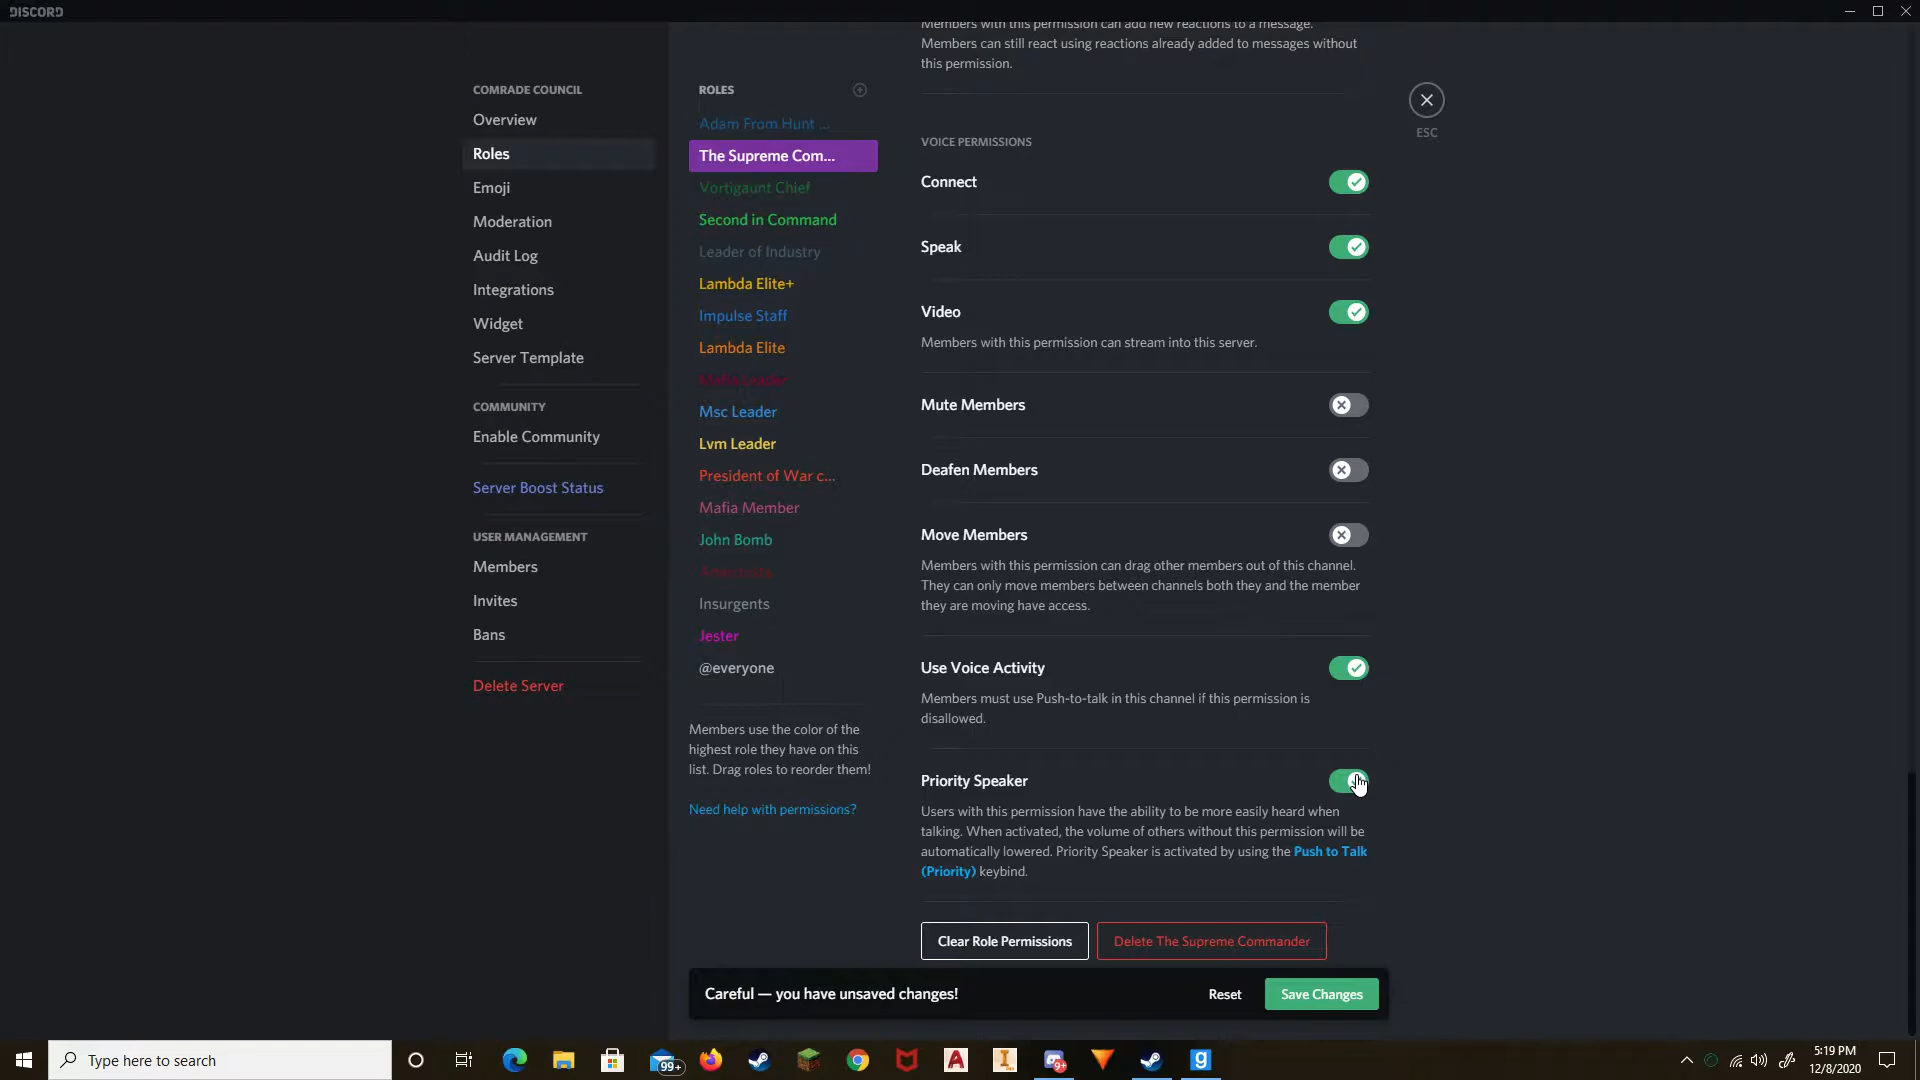 DISCORD
COMRADE COUNCIL
Overview
Roles
Emoji
Moderation
Audit Log
Integrations
Widget
Server Template
COMMUNITY
Enable Community
Server Boost Status
USER MANAGEMENT
Members
Invites
Bans
Delete Server
ROLES
Adam From Hunt ...
The Supreme Com...
Vortigaunt Chief
Second in Command
Leader of Industry
Lambda Elite+
Impulse Staff
Lambda Elite
Mafia Leader
Msc Leader
Lvm Leader
President of War c...
Mafia Member
John Bomb
Insurgents
Jester
@everyone
Members use the color of the
highest role they have on this
list. Drag roles to reorder them!
Need help with permissions?
Members with this permission can add new reactions to a message.
Members can still react using reactions already added to messages without
this permission.
VOICE PERMISSIONS
Connect
Speak
Video
Members with this permission can stream into this server.
Mute Members
Deafen Members
Move Members
Members with this permission can drag other members out of this channel.
They can only move members between channels both they and the member
they are moving have access.
Use Voice Activity
Members must use Push-to-talk in this channel if this permission is
disallowed.
Priority Speaker
Users with this permission have the ability to be more easily heard when
talking. When activated, the volume of others without this permission will be
automatically lowered. Priority Speaker is activated by using the Push to Talk
(Priority) keybind.
Clear Role Permissions
Delete The Supreme Commander
Careful — you have unsaved changes!
Reset
Save Changes
ESC
Type here to search
99+
9+
5:19 PM
12/8/2020